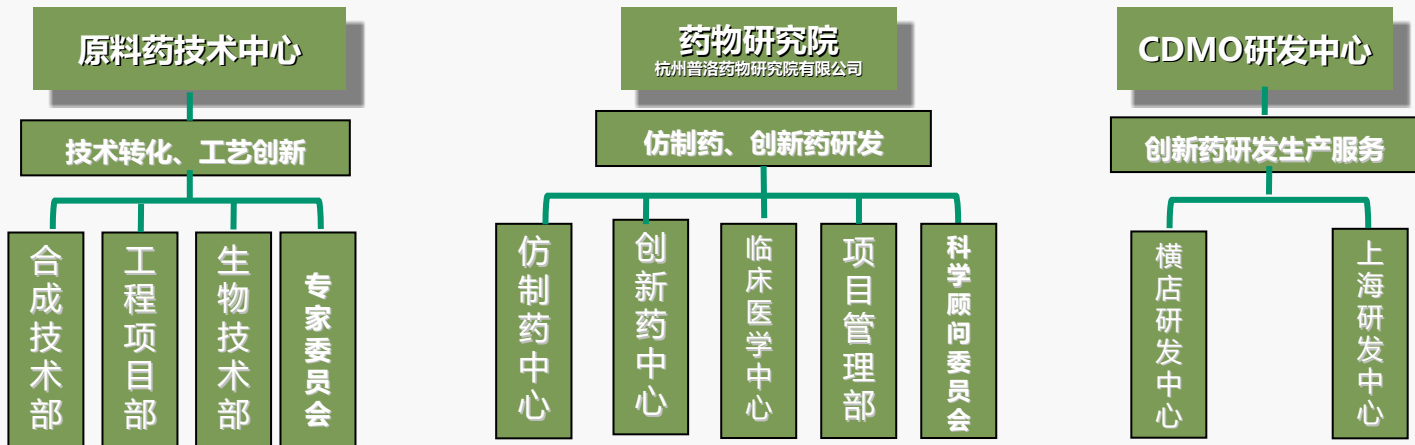 原料药技术中心
技术转化、工艺创新
合成技术部
工程项目部
生物技术部
专家委员会
药物研究院
杭州普洛药物研究院有限公司
仿制药、创新药研发
仿制药中心
创新药中心
临床医学中心
项目管理部
科学顾问委员会
CDMO研发中心
创新药研发生产服务
横店研发中心
上海研发中心